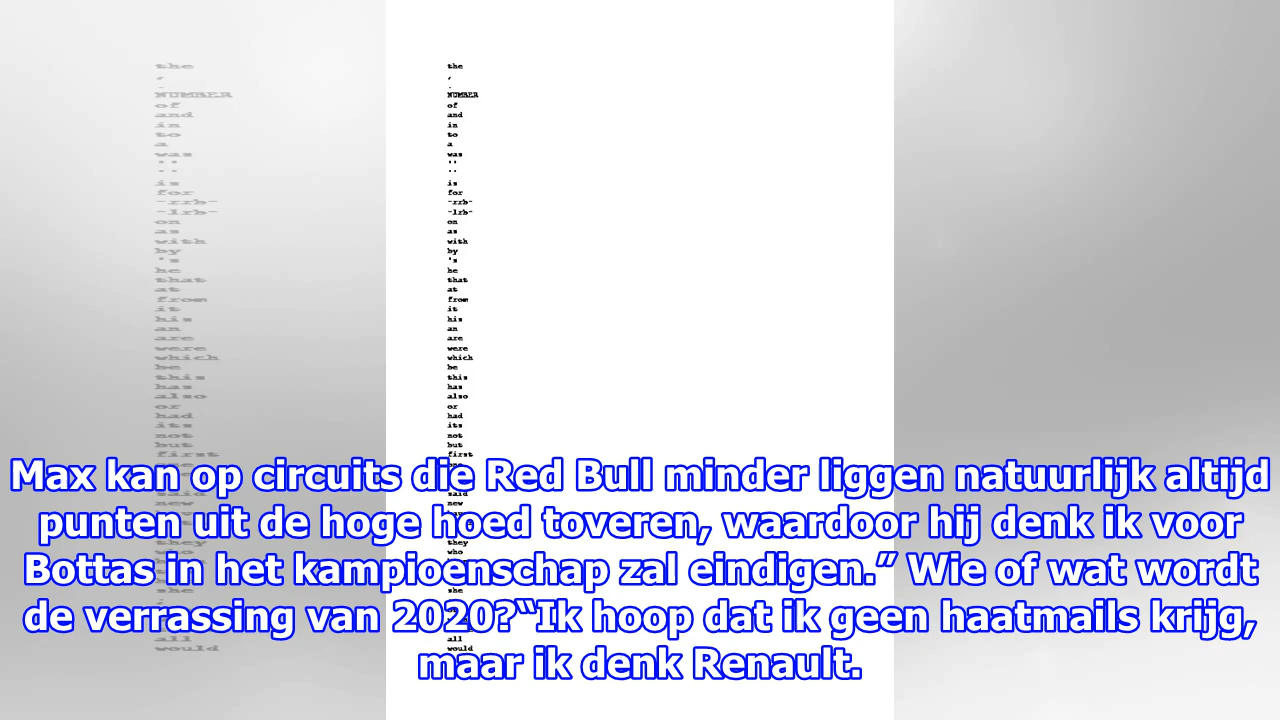 the
,
.
NUMBER
of
and
in
to
a
was
''
``
is
for
-rrb-
-lrb-
on
as
with
by
's
he
that
at
from
it
his
an
are
were
which
be
this
has
also
or
had
its
not
but
first
Max kan op circuits die Red Bull minder liggen natuurlijk altijd
said
new
punten uit de hoge hoed toveren, waardoor hij denk ik voor
they
who
Bottas in het kampioenschap zal eindigen.” Wie of wat wordt
she
de verrassing van 2020?“Ik hoop dat ik geen haatmails krijg,
all
would
maar ik denk Renault.